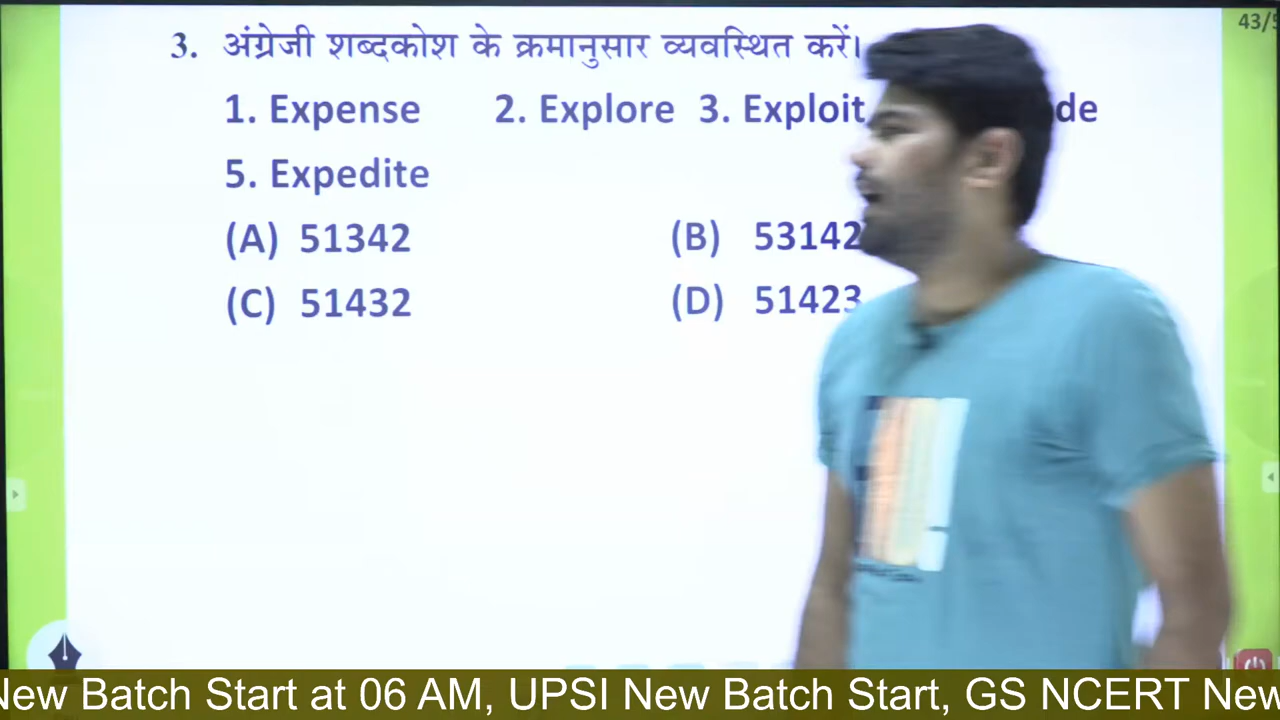 43/
3. अंग्रेजी शब्दकोश के क्रमानुसार व्यवस्थित करें।
1. Expense 2. Explore 3. Exploit de
5. Expedite
(A) 51342 (B) 53142
(C) 51432 (D) 51423
New Batch Start at 06 AM, UPSI New Batch Start, GS NCERT New